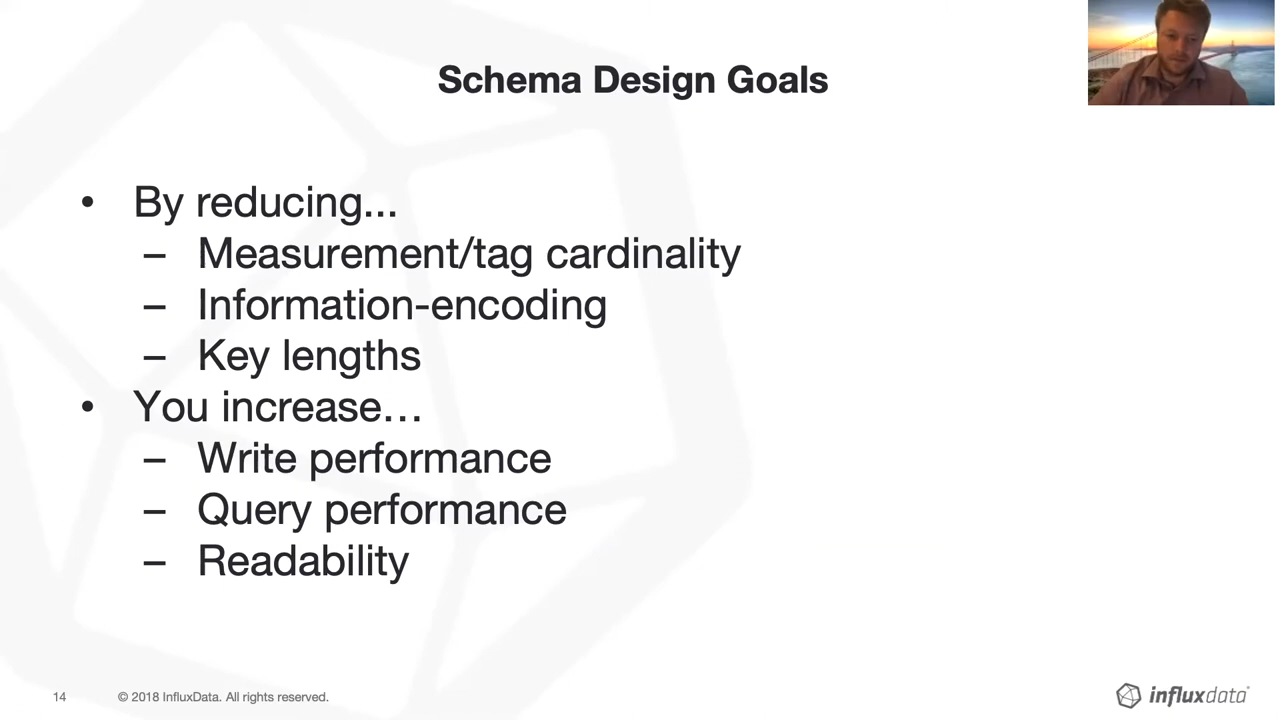 Schema Design Goals
• By reducing...
– Measurement/tag cardinality
– Information-encoding
– Key lengths
• You increase…
– Write performance
– Query performance
– Readability
14 © 2018 InfluxData. All rights reserved.
influxdata